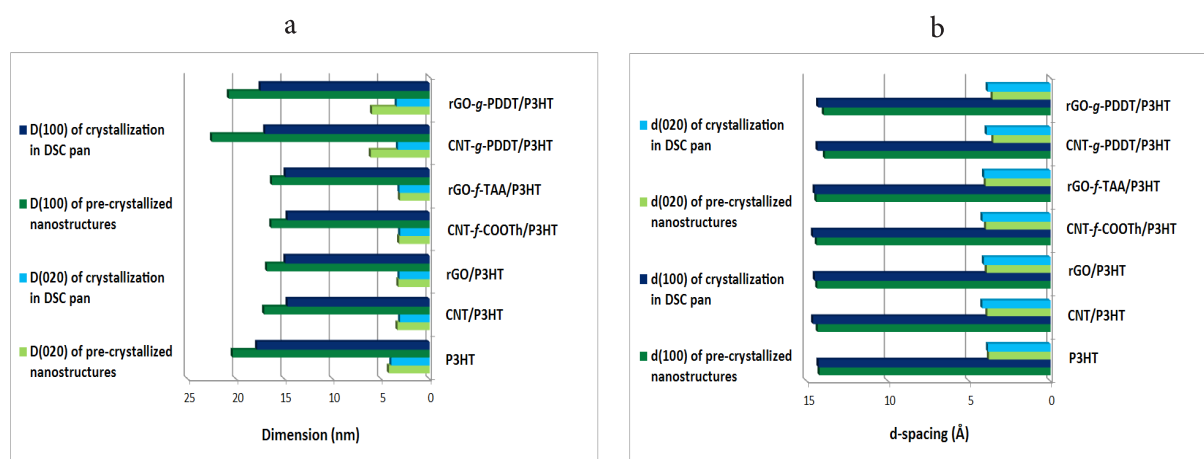 a
D(100) of crystallization
in DSC pan
D(100) of pre-crystallized
nanostructures
D(020) of crystallization
in DSC pan
D(020) of pre-crystallized
nanostructures
rGO-g-PDDT/P3HT
CNT-g-PDDT/P3HT
rGO-f-TAA/P3HT
CNT-f-COOTh/P3HT
rGO/P3HT
CNT/P3HT
P3HT
25 20 15 10 5 0
Dimension (nm)
b
d(020) of crystallization
in DSC pan
d(020) of pre-crystallized
nanostructures
d(100) of crystallization
in DSC pan
d(100) of pre-crystallized
nanostructures
rGO-g-PDDT/P3HT
CNT-g-PDDT/P3HT
rGO-f-TAA/P3HT
CNT-f-COOTh/P3HT
rGO/P3HT
CNT/P3HT
P3HT
15 10 5 0
d-spacing (Å)